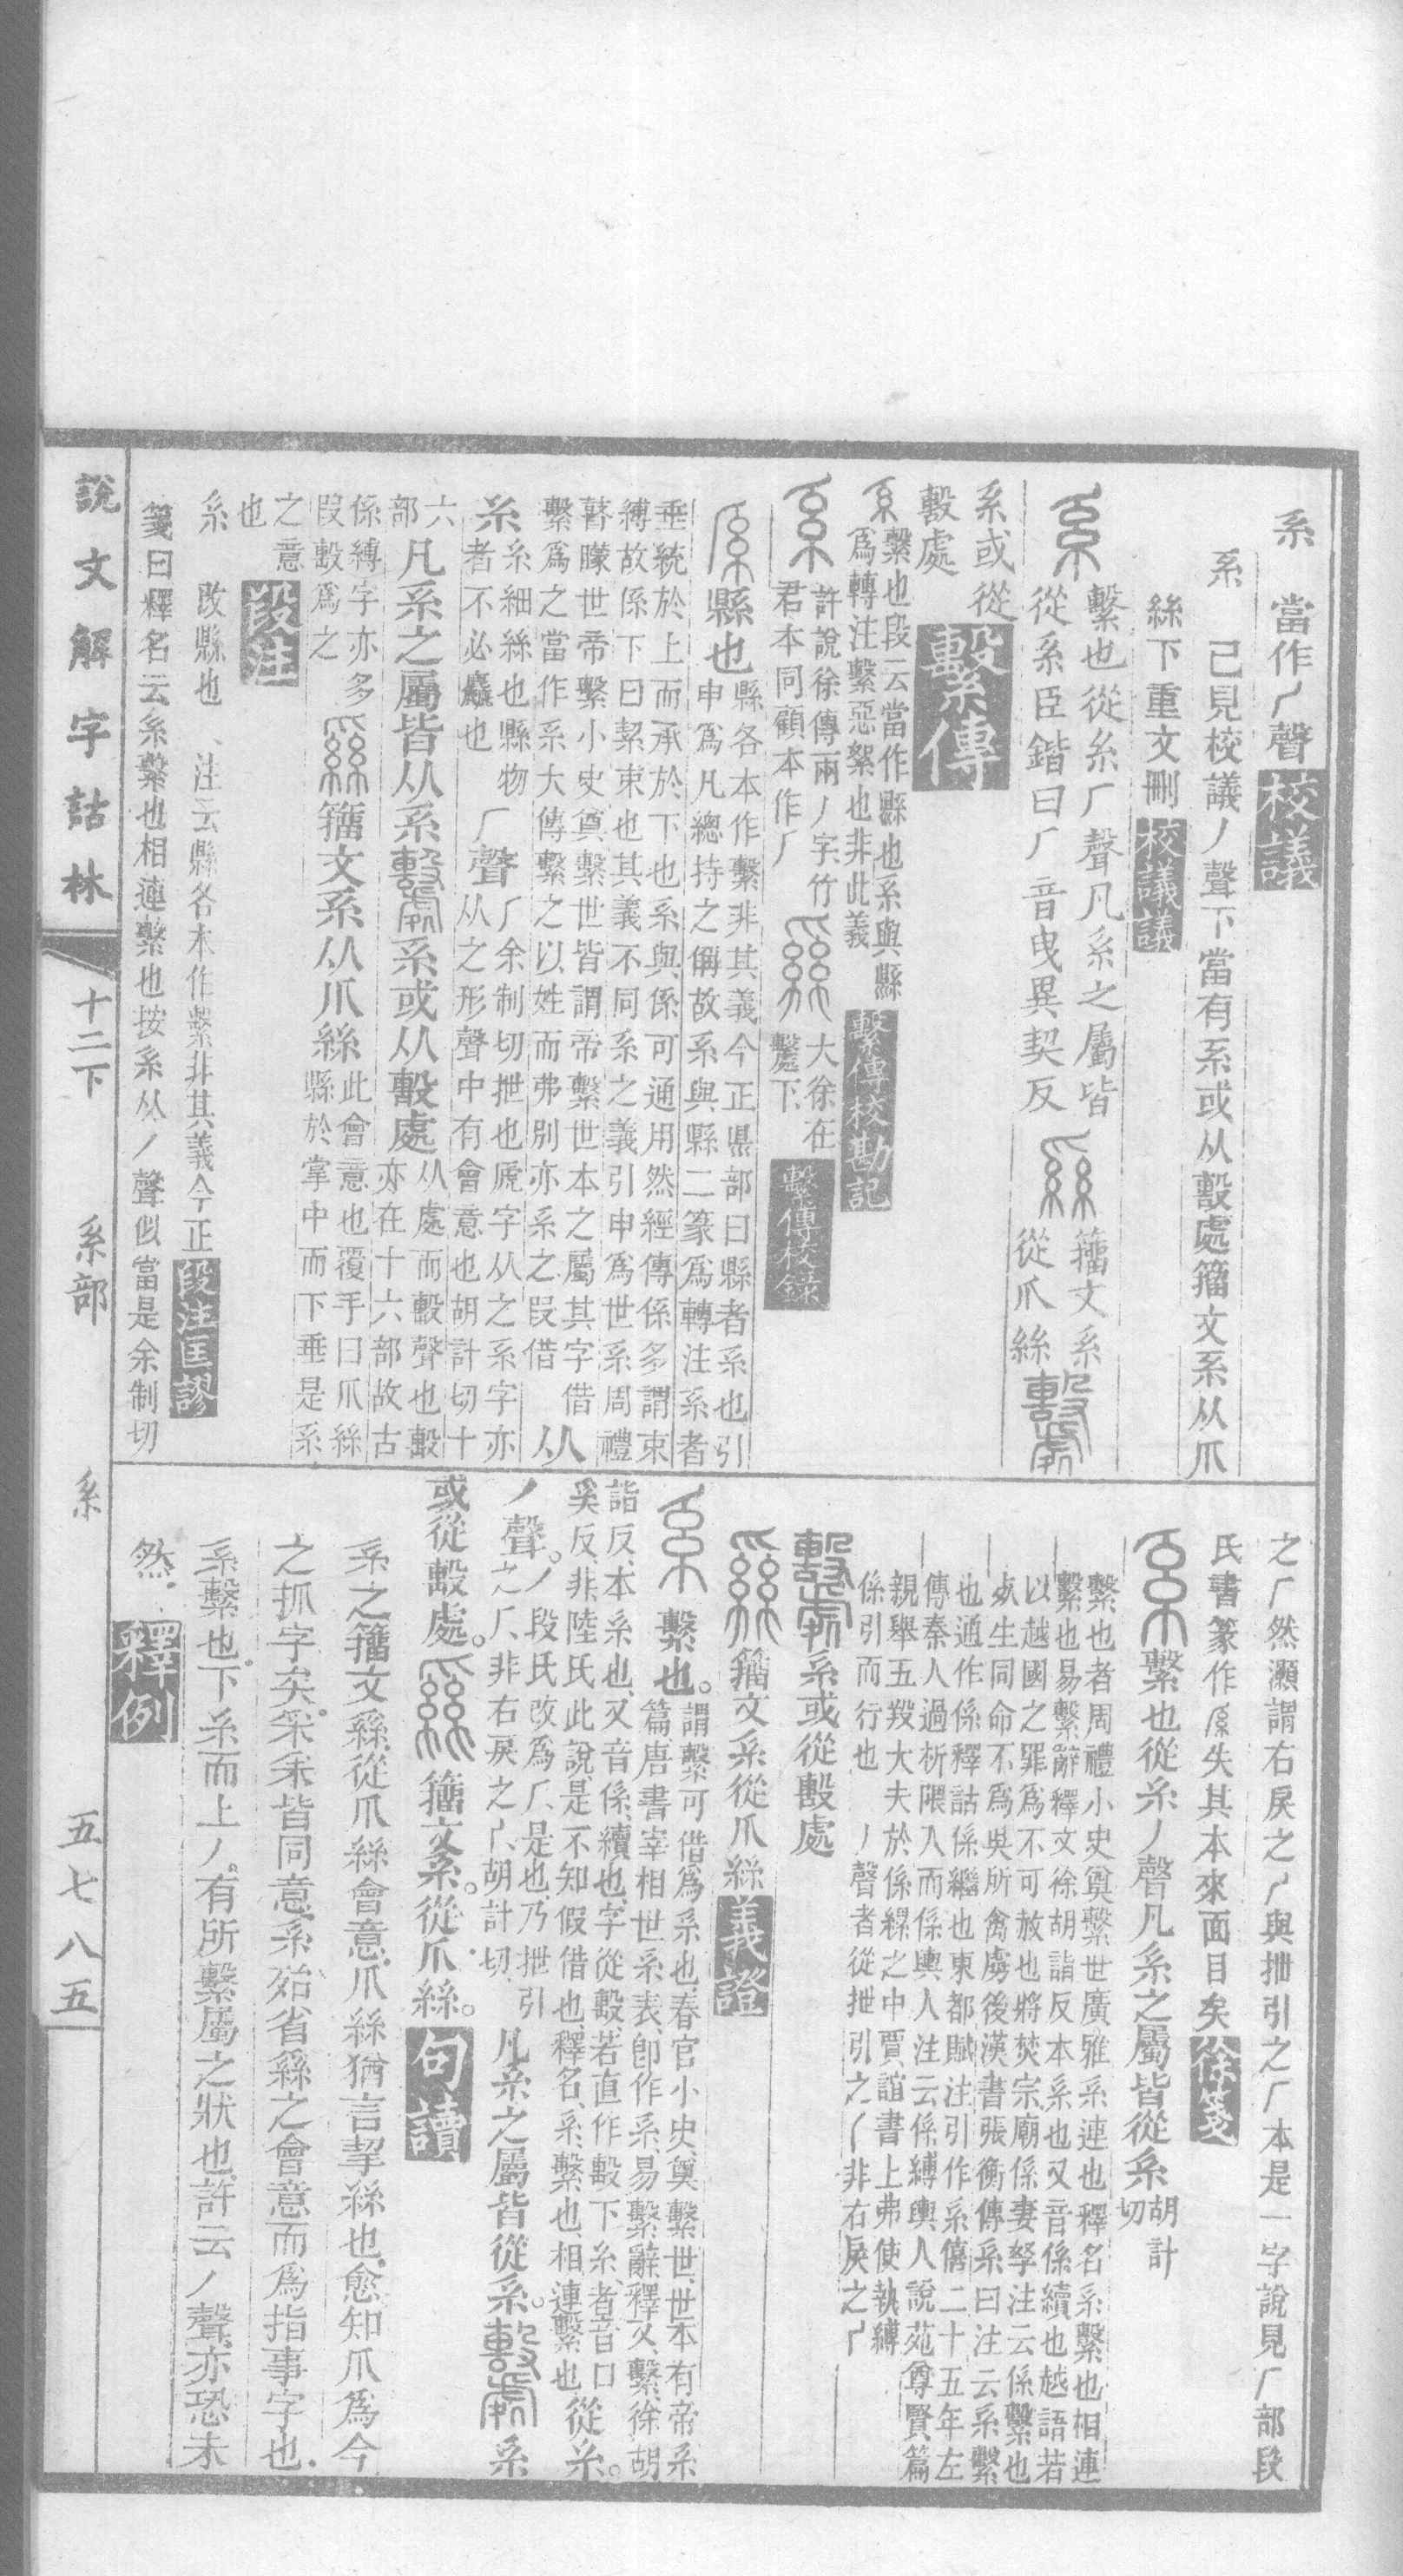 系　當作𠂆聲 校議
系　已見校議ノ聲下當有系或从毄處籀文系从爪
絲下重文刪 校議議
系 繫也從糸厂聲凡系之屬皆
從系臣鍇曰厂音曳異契反 籀文系
從爪絲
系或從
毄處 繫傳
系 繫也段云當作縣也系與縣
爲轉注繫惡絮也非此義 繫傳校勘記
系 許說徐傳兩ノ字竹
君本同顧本作厂 大徐在
下 繫傳校錄
系縣也 縣各本作繫非其義今正県部曰縣者系也引
申爲凡總持之偁故系與縣二篆爲轉注系者
垂統於上而承於下也系與係可通用然經傳係多謂束
縛故係下曰絜束也其義不同系之義引申爲世系周禮
瞽矇世帝繫小史奠繫世皆謂帝繫世本之屬其字借
繫爲之當作系大傳繫之以姓而弗別亦系之叚借 从
糸 糸細絲也縣物
者不必麤也 厂聲 厂余制切抴也虒字从之系字亦
从之形聲中有會意也胡計切十
六
部 凡系之屬皆从系 系或从毄處 从處而毄聲也毄
亦在十六部故古
係縛字亦多
叚毄爲之 籀文系从爪絲 此會意也覆手曰爪絲
縣於掌中而下垂是系
之意
也 段注
系　改縣也、注云縣各本作繫非其義今正 段注匡謬
箋曰釋名云系繫也相連繫也按系从ノ聲似當是余制切
說文解字詁林 十二下 系部 系 五七八五
之厂然灝謂右戾之𠂆與抴引之厂本是一字說見厂部段
氏書篆作系失其本來面目矣 徐箋
系 繫也從糸ノ聲凡系之屬皆從系 胡計
切
繫也者周禮小史奠繫世廣雅系連也釋名系繫也相連
繫也易繫辭釋文徐胡詣反本系也又音係續也越語若
以越國之罪爲不可赦也將焚宗廟係妻孥注云係繫也
死生同命不爲吳所禽虜後漢書張衡傳系曰注云系繫
也通作係釋詁係繼也東都賦注引作系僖二十五年左
傳秦人過析隈入而係輿人注云係縛輿人說苑尊賢篇
親舉五羖大夫於係縲之中賈誼書上弗使執縛
係引而行也　ノ聲者從抴引之厂非右戾之𠂆
系或從毄處
籀文系從爪絲 義證
系 繫也。 謂繫可借爲系也、春官小史、奠繫世、世本有帝系
篇、唐書宰相世系表、卽作系、易繫辭釋文、繫、徐胡
詣反、本系也、又音係、續也、字從毄、若直作毄下糸、者音口
奚反、非、陸氏此說、是不知假借也、釋名、系、繫也、相連繫也 從糸。
ノ聲。 ノ、段氏改爲厂、是也、乃抴引
之厂、非右戾之𠂆、胡計切 凡系之屬皆從系。 系
或從毄處。 籀文系。從爪絲。 句讀
系之籀文䌛、從爪絲會意、爪絲猶言挐絲也、愈知爪爲今
之抓字矣。采采皆同意、系殆省䌛之會意而爲指事字也、
系繫也、下糸而上ノ、有所繫屬之狀也、許云ノ聲、亦恐未
然、 釋例